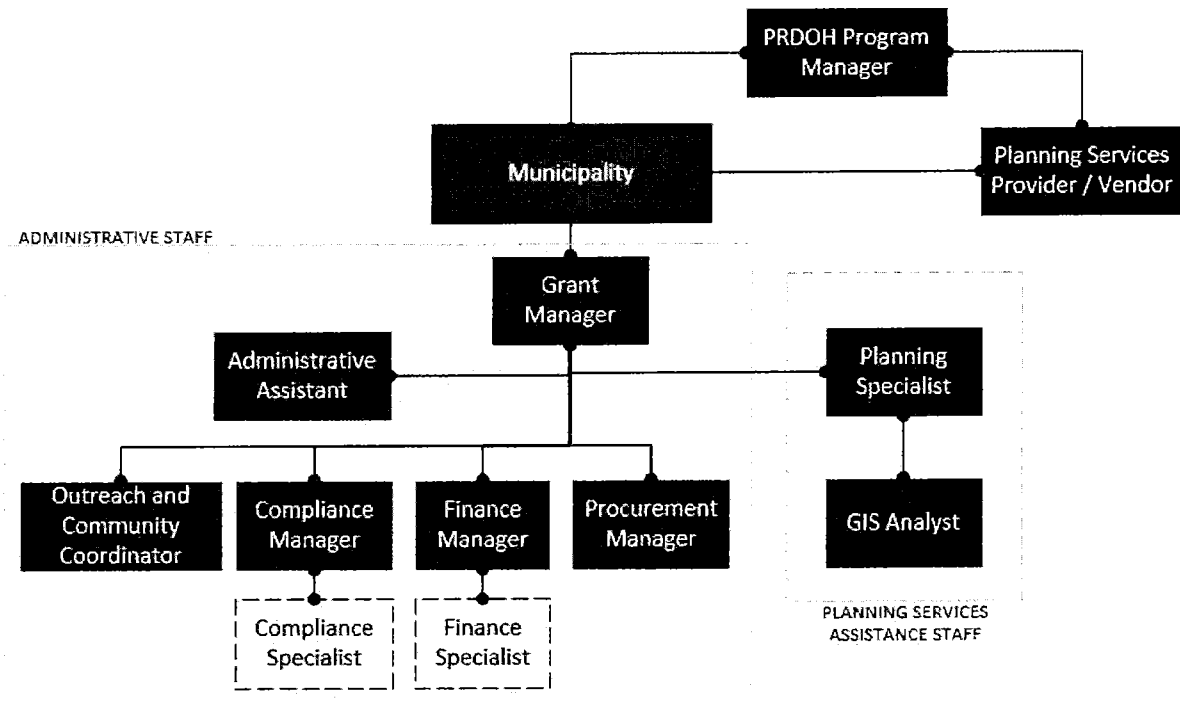 PRDOH Program
Manager
Municipality
Planning Services
Provider / Vendor
ADMINISTRATIVE STAFF
Grant
Manager
Administrative
Assistant
Planning
Specialist
Outreach and
Community
Coordinator
Compliance
Manager
Finance
Manager
Procurement
Manager
GIS Analyst
Compliance
Specialist
Finance
Specialist
PLANNING SERVICES
ASSISTANCE STAFF